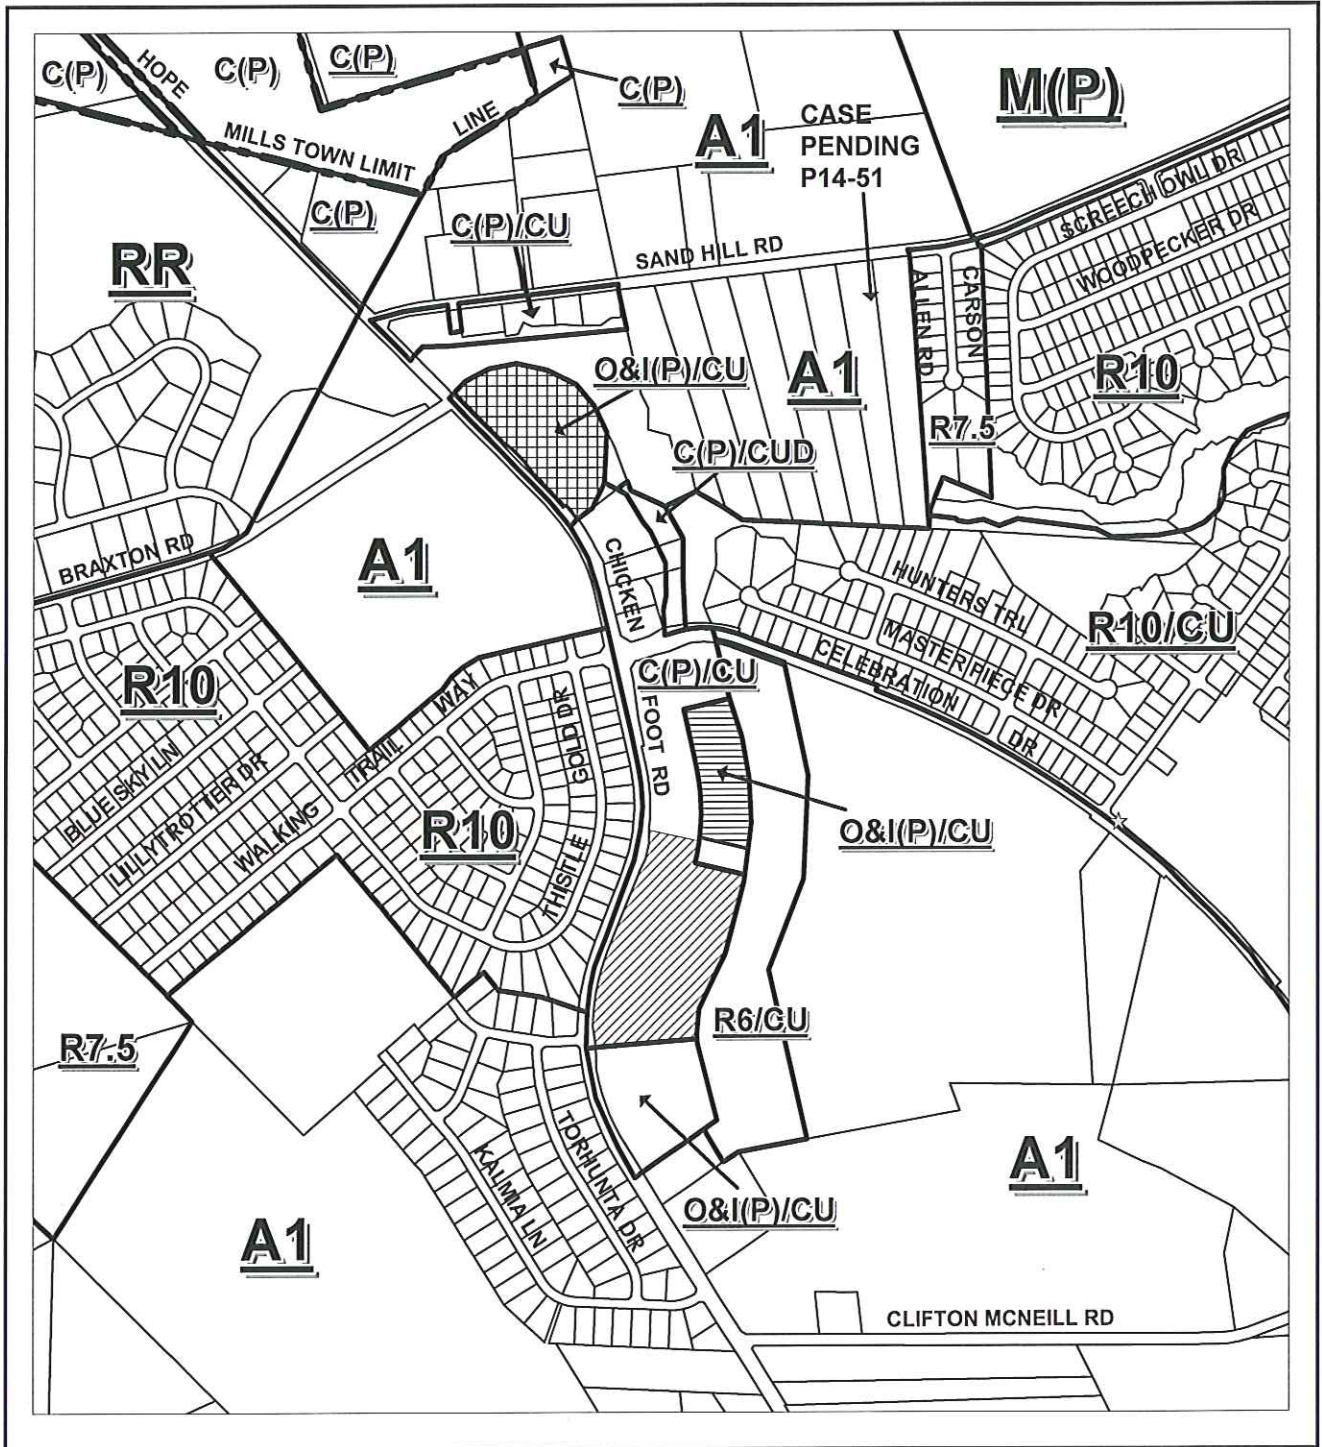 C(P)
HOPE
C(P)
C(P)
C(P)
M(P)
LINE
MILLS TOWN LIMIT
A1
CASE
PENDING
P14-51
SCREECH OWL DR
WOODPECKER DR
C(P)
C(P)/CU
SAND HILL RD
RR
ALLEN RD
CARSON
O&I(P)/CU
A1
R10
R7.5
C(P)/CUD
BRAXTON RD
A1
CHICKEN
HUNTERS TRL
MASTERPIECE DR
CELEBRATION
DR
R10/CU
R10
C(P)/CU
FOOT RD
TRAIL
WAY
GOLD DR
BLUE SKY LN
LILLYTROTTER DR
WALKING
R10
THISTLE
O&I(P)/CU
R6/CU
R7.5
TORHUNTA DR
KALMIA LN
A1
O&I(P)/CU
A1
CLIFTON MCNEILL RD